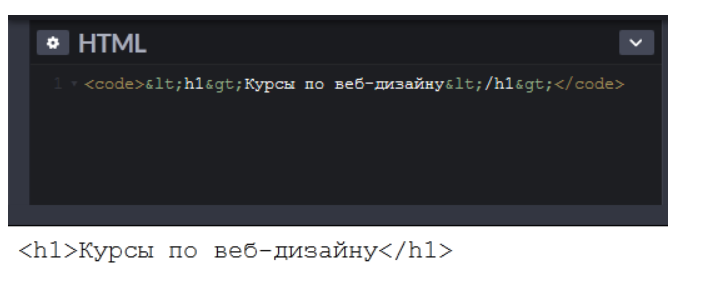 HTML
1 <code>&lt;h1&gt;Курсы по веб-дизайну&lt;/h1&gt;</code>
<h1>Курсы по веб-дизайну</h1>